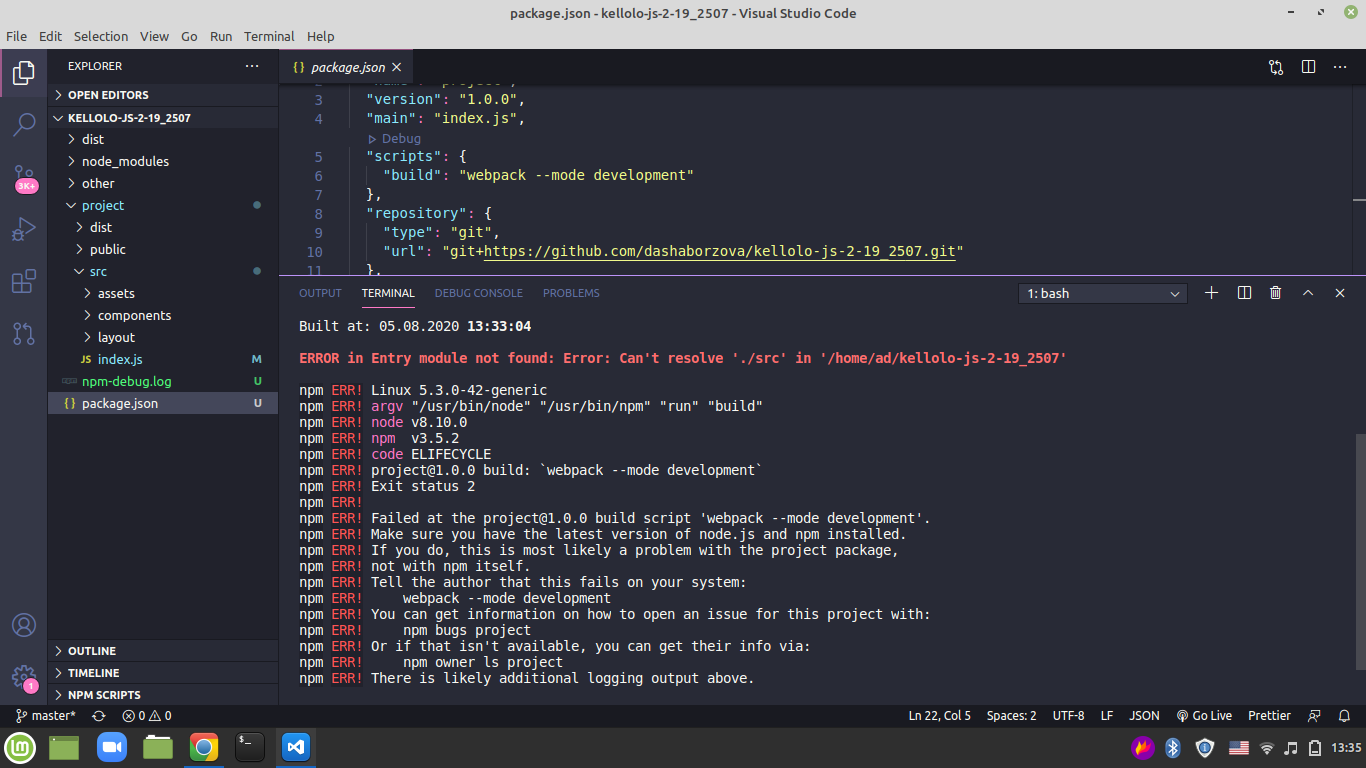 package.json - kellolo-js-2-19_2507 - Visual Studio Code
File Edit Selection View Go Run Terminal Help
EXPLORER
OPEN EDITORS
KELLOLO-JS-2-19_2507
dist
node_modules
other
project
dist
public
src
assets
components
layout
JS index.js M
npm-debug.log U
{} package.json U
OUTLINE
TIMELINE
NPM SCRIPTS
3K+
1
{} package.json
3 "version": "1.0.0",
4 "main": "index.js",
Debug
5 "scripts": {
6 "build": "webpack --mode development"
7 },
8 "repository": {
9 "type": "git",
10 "url": "git+https://github.com/dashaborzova/kellolo-js-2-19_2507.git"
11 },
OUTPUT TERMINAL DEBUG CONSOLE PROBLEMS
1: bash
Built at: 05.08.2020 13:33:04
ERROR in Entry module not found: Error: Can't resolve './src' in '/home/ad/kellolo-js-2-19_2507'
npm ERR! Linux 5.3.0-42-generic
npm ERR! argv "/usr/bin/node" "/usr/bin/npm" "run" "build"
npm ERR! node v8.10.0
npm ERR! npm v3.5.2
npm ERR! code ELIFECYCLE
npm ERR! project@1.0.0 build: `webpack --mode development`
npm ERR! Exit status 2
npm ERR!
npm ERR! Failed at the project@1.0.0 build script 'webpack --mode development'.
npm ERR! Make sure you have the latest version of node.js and npm installed.
npm ERR! If you do, this is most likely a problem with the project package,
npm ERR! not with npm itself.
npm ERR! Tell the author that this fails on your system:
npm ERR! webpack --mode development
npm ERR! You can get information on how to open an issue for this project with:
npm ERR! npm bugs project
npm ERR! Or if that isn't available, you can get their info via:
npm ERR! npm owner ls project
npm ERR! There is likely additional logging output above.
master* 0 0 Ln 22, Col 5 Spaces: 2 UTF-8 LF JSON Go Live Prettier
13:35